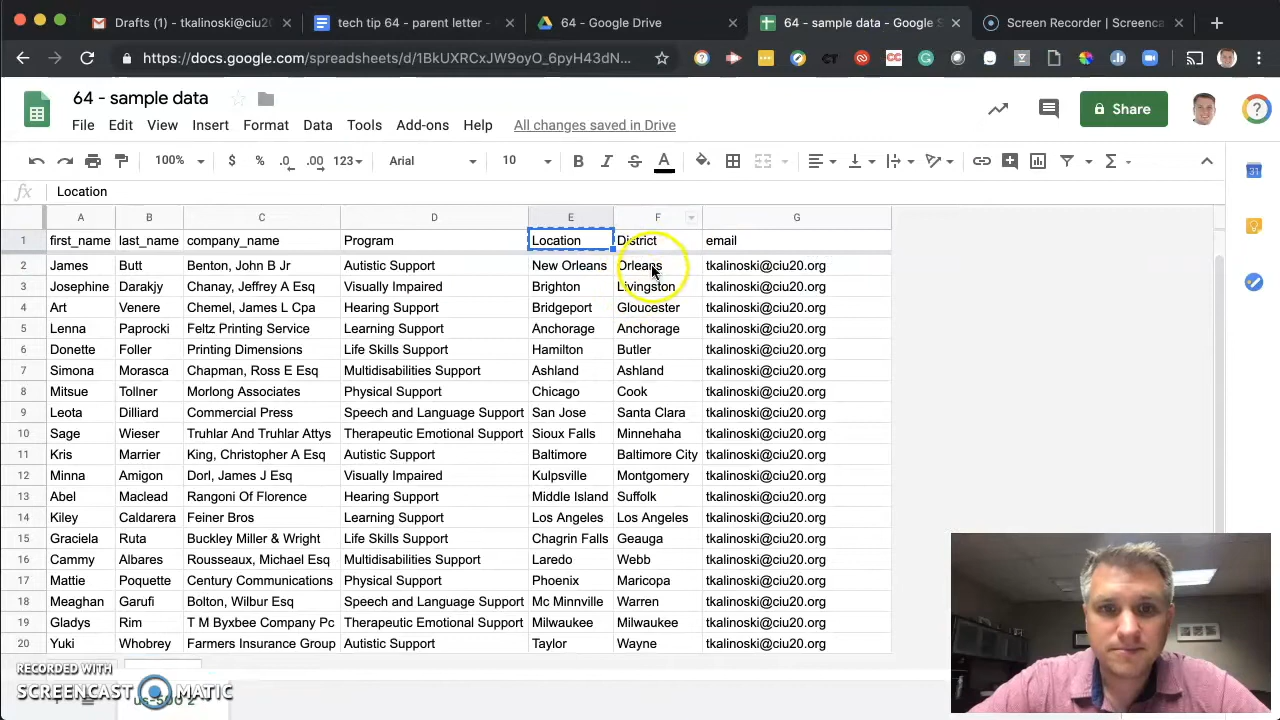 Drafts (1) - tkalinoski@ciu20
tech tip 64 - parent letter -
64 - Google Drive
64 - sample data - Google S
Screen Recorder | Screenca
https://docs.google.com/spreadsheets/d/1BkUXRCxJW9oyO_6pyH43dN...
64 - sample data
Share
File Edit View Insert Format Data Tools Add-ons Help All changes saved in Drive
100% $ % .0 .00 123 Arial 10 B I S A
fx Location
A B C D E F G
1 first_name last_name company_name Program Location District email
2 James Butt Benton, John B Jr Autistic Support New Orleans Orleans tkalinoski@ciu20.org
3 Josephine Darakjy Chanay, Jeffrey A Esq Visually Impaired Brighton Livingston tkalinoski@ciu20.org
4 Art Venere Chemel, James L Cpa Hearing Support Bridgeport Gloucester tkalinoski@ciu20.org
5 Lenna Paprocki Feltz Printing Service Learning Support Anchorage Anchorage tkalinoski@ciu20.org
6 Donette Foller Printing Dimensions Life Skills Support Hamilton Butler tkalinoski@ciu20.org
7 Simona Morasca Chapman, Ross E Esq Multidisabilities Support Ashland Ashland tkalinoski@ciu20.org
8 Mitsue Tollner Morlong Associates Physical Support Chicago Cook tkalinoski@ciu20.org
9 Leota Dilliard Commercial Press Speech and Language Support San Jose Santa Clara tkalinoski@ciu20.org
10 Sage Wieser Truhlar And Truhlar Attys Therapeutic Emotional Support Sioux Falls Minnehaha tkalinoski@ciu20.org
11 Kris Marrier King, Christopher A Esq Autistic Support Baltimore Baltimore City tkalinoski@ciu20.org
12 Minna Amigon Dorl, James J Esq Visually Impaired Kulpsville Montgomery tkalinoski@ciu20.org
13 Abel Maclead Rangoni Of Florence Hearing Support Middle Island Suffolk tkalinoski@ciu20.org
14 Kiley Caldarera Feiner Bros Learning Support Los Angeles Los Angeles tkalinoski@ciu20.org
15 Graciela Ruta Buckley Miller & Wright Life Skills Support Chagrin Falls Geauga tkalinoski@ciu20.org
16 Cammy Albares Rousseaux, Michael Esq Multidisabilities Support Laredo Webb tkalinoski@ciu20.org
17 Mattie Poquette Century Communications Physical Support Phoenix Maricopa tkalinoski@ciu20.org
18 Meaghan Garufi Bolton, Wilbur Esq Speech and Language Support Mc Minnville Warren tkalinoski@ciu20.org
19 Gladys Rim T M Byxbee Company Pc Therapeutic Emotional Support Milwaukee Milwaukee tkalinoski@ciu20.org
20 Yuki Whobrey Farmers Insurance Group Autistic Support Taylor Wayne tkalinoski@ciu20.org
RECORDED WITH
SCREENCAST MATIC